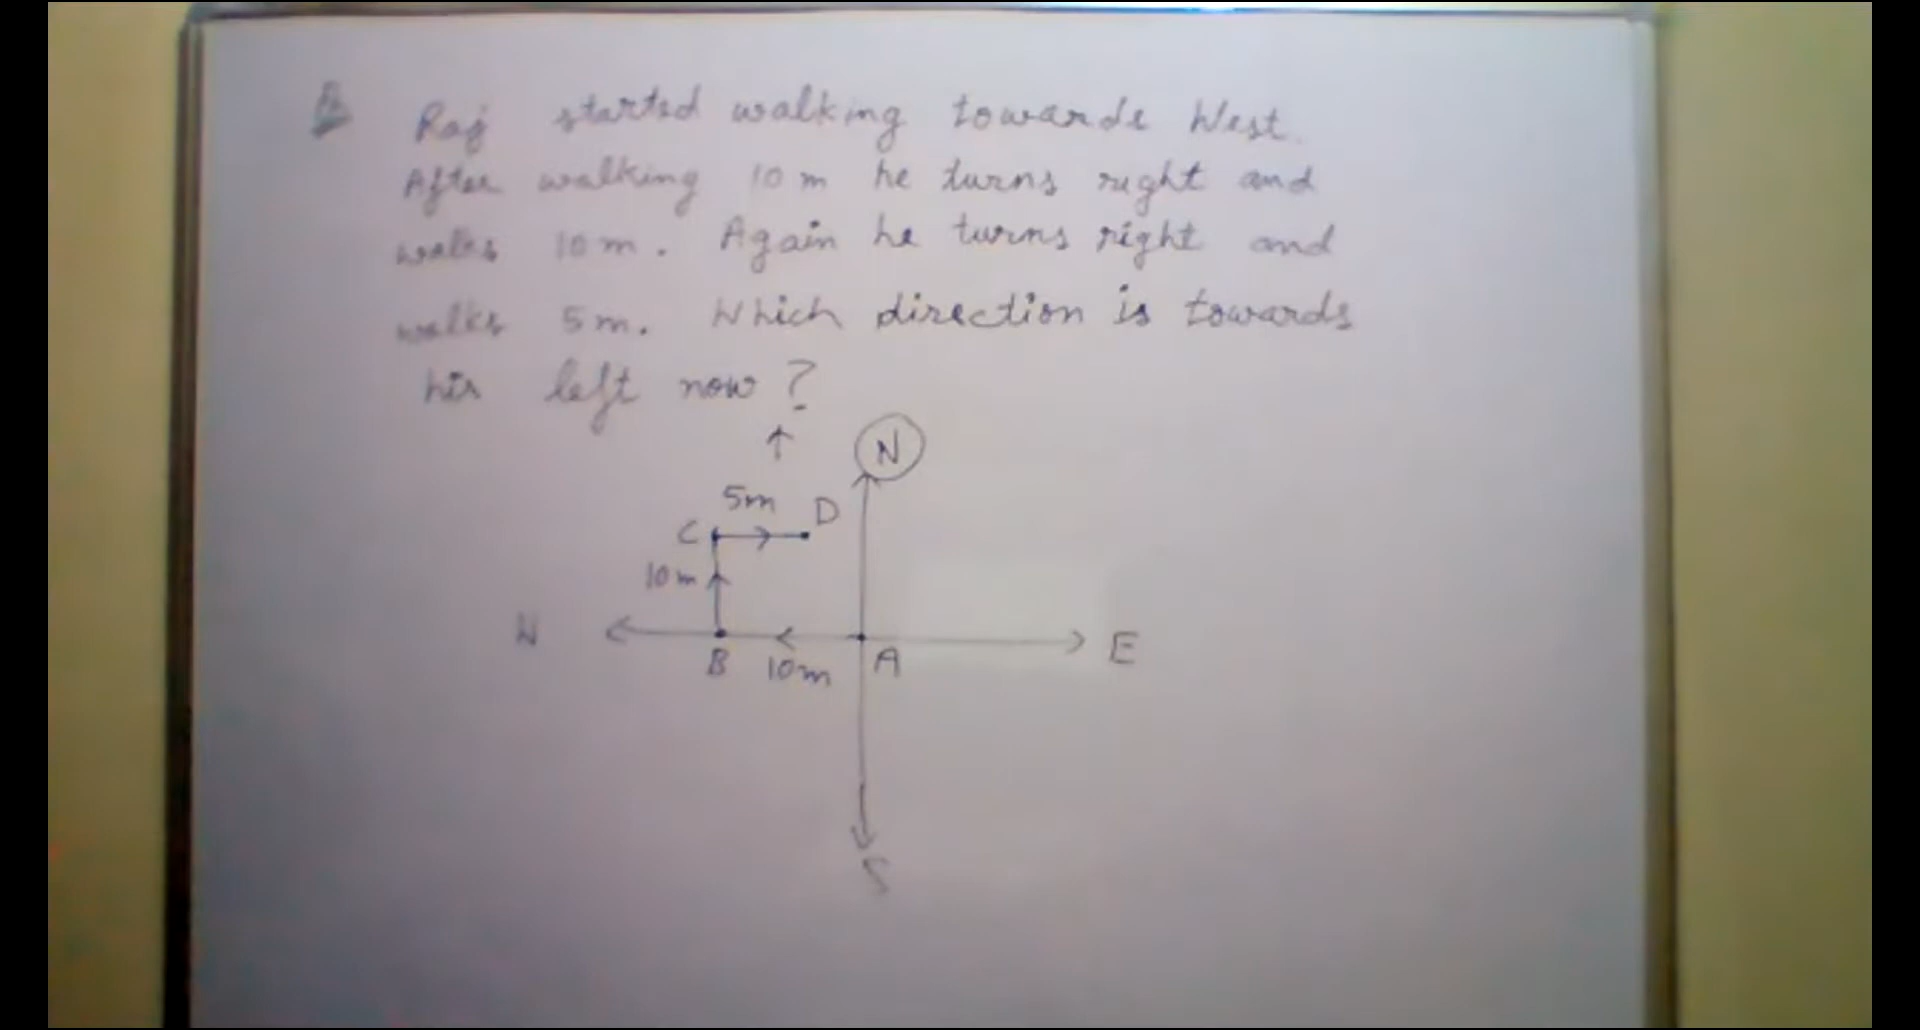 Raj started walking towards West.
After walking 10 m he turns right and
walks 10 m. Again he turns right and
walks 5 m. Which direction is towards
his left now?
N
5m
C D
10m
W E
B 10m A
S